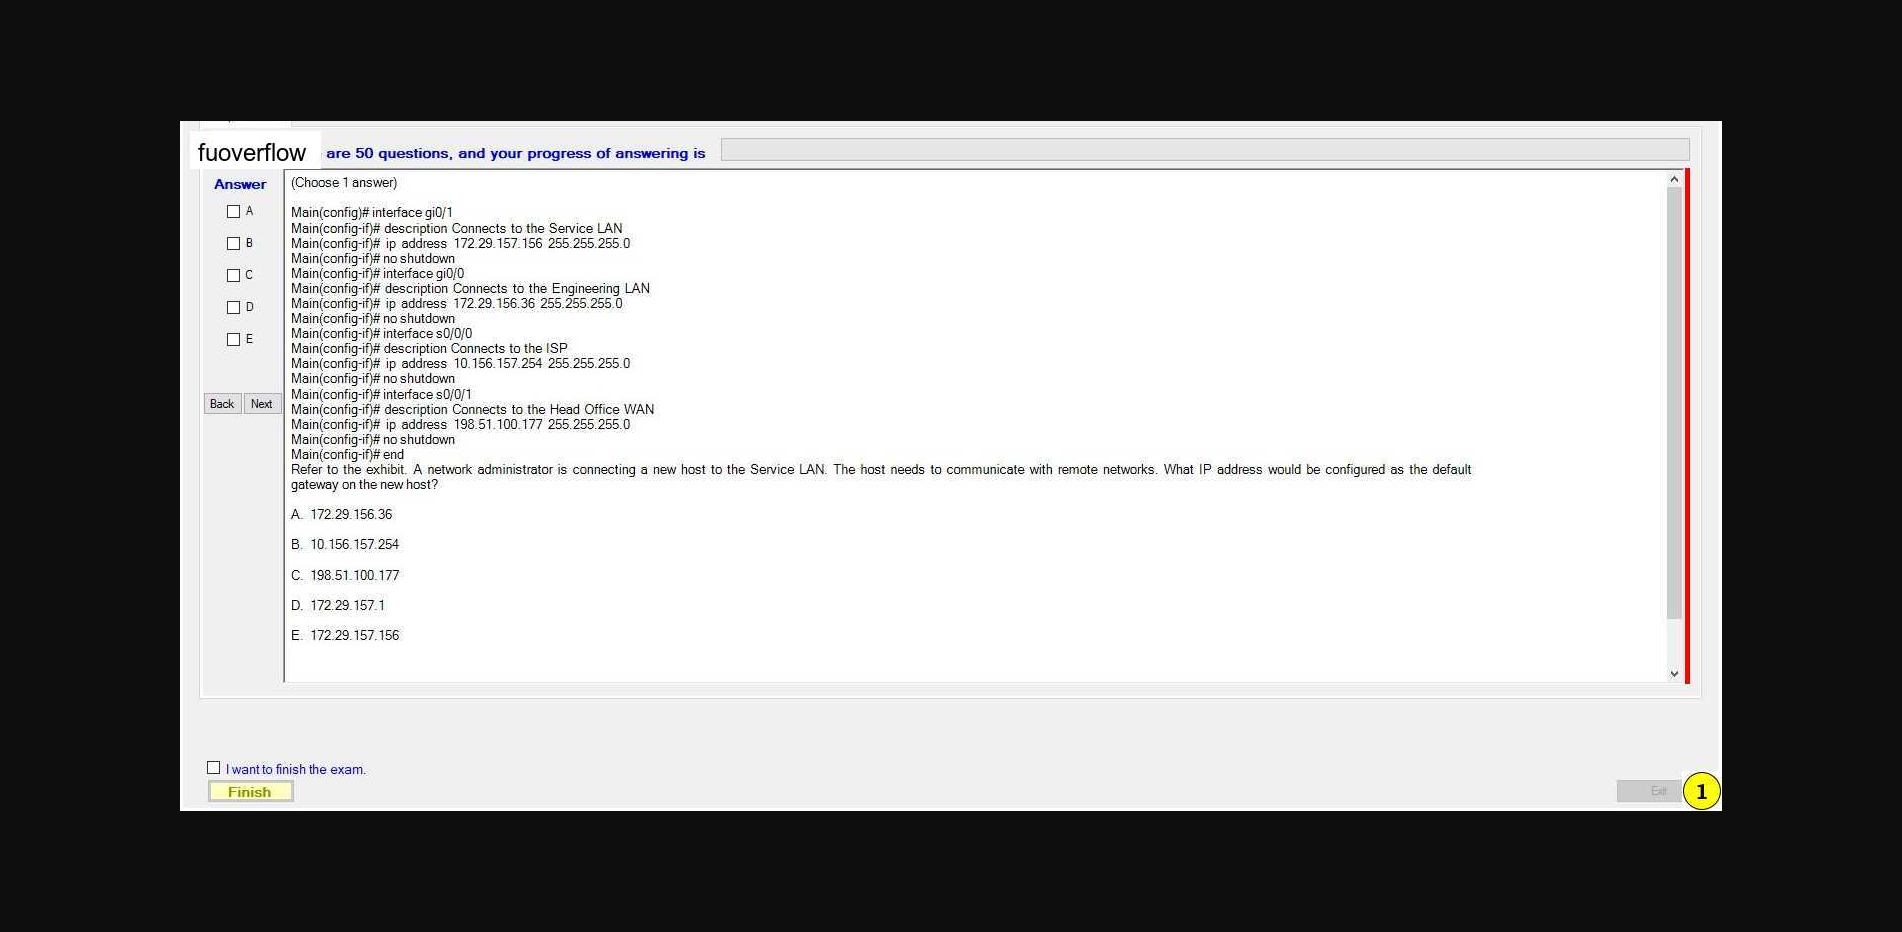 fuoverflow are 50 questions, and your progress of answering is
Answer
A
B
C
D
E
Back Next
(Choose 1 answer)
Main(config)# interface gi0/1
Main(config-if)# description Connects to the Service LAN
Main(config-if)# ip address 172.29.157.156 255.255.255.0
Main(config-if)# no shutdown
Main(config-if)# interface gi0/0
Main(config-if)# description Connects to the Engineering LAN
Main(config-if)# ip address 172.29.156.36 255.255.255.0
Main(config-if)# no shutdown
Main(config-if)# interface s0/0/0
Main(config-if)# description Connects to the ISP
Main(config-if)# ip address 10.156.157.254 255.255.255.0
Main(config-if)# no shutdown
Main(config-if)# interface s0/0/1
Main(config-if)# description Connects to the Head Office WAN
Main(config-if)# ip address 198.51.100.177 255.255.255.0
Main(config-if)# no shutdown
Main(config-if)# end
Refer to the exhibit. A network administrator is connecting a new host to the Service LAN. The host needs to communicate with remote networks. What IP address would be configured as the default
gateway on the new host?
A. 172.29.156.36
B. 10.156.157.254
C. 198.51.100.177
D. 172.29.157.1
E. 172.29.157.156
I want to finish the exam.
Finish
Exit
1